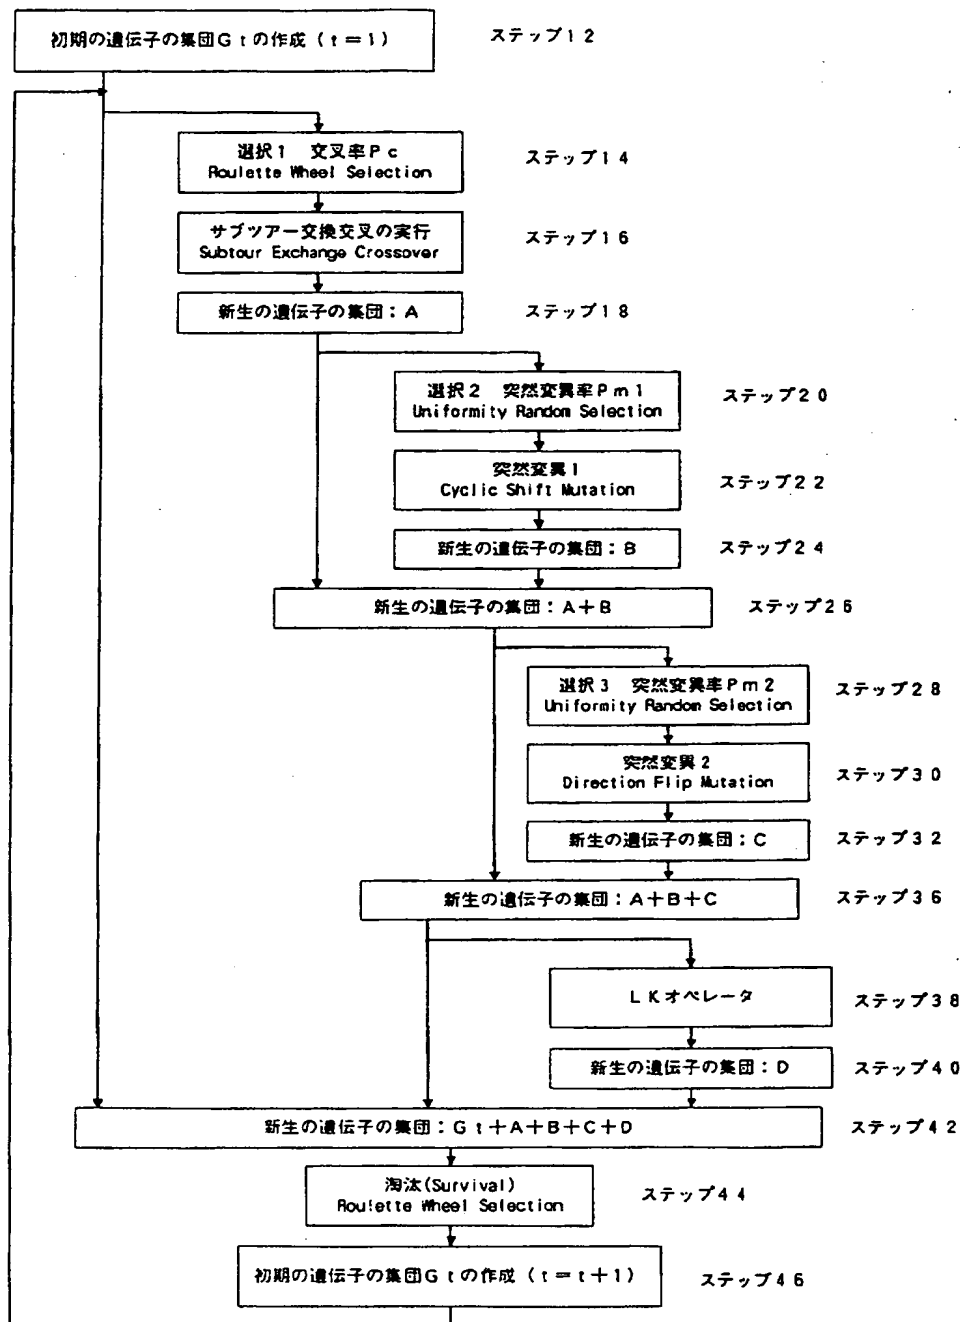 初期の遺伝子の集団Gtの作成（t＝1）
ステップ12
選択1　交叉率Pc
Roulette Wheel Selection
ステップ14
サブツアー交換交叉の実行
Subtour Exchange Crossover
ステップ16
新生の遺伝子の集団：A
ステップ18
選択2　突然変異率Pm1
Uniformity Random Selection
ステップ20
突然変異1
Cyclic Shift Mutation
ステップ22
新生の遺伝子の集団：B
ステップ24
新生の遺伝子の集団：A＋B
ステップ26
選択3　突然変異率Pm2
Uniformity Random Selection
ステップ28
突然変異2
Direction Flip Mutation
ステップ30
新生の遺伝子の集団：C
ステップ32
新生の遺伝子の集団：A＋B＋C
ステップ36
LKオペレータ
ステップ38
新生の遺伝子の集団：D
ステップ40
新生の遺伝子の集団：Gt＋A＋B＋C＋D
ステップ42
淘汰(Survival)
Roulette Wheel Selection
ステップ44
初期の遺伝子の集団Gtの作成（t＝t＋1）
ステップ46